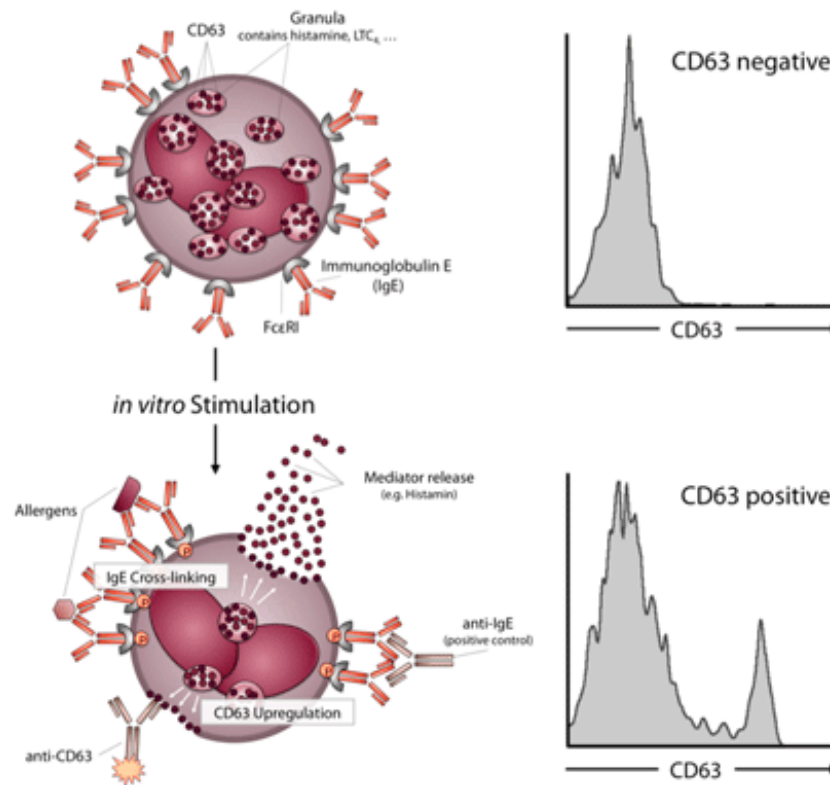 CD63
Granula
contains histamine, LTC4, ...
CD63 negative
Immunoglobulin E
(IgE)
FcεRI
CD63
in vitro Stimulation
Mediator release
(e.g. Histamin)
CD63 positive
Allergens
P
IgE Cross-linking
P
P
P
P
anti-IgE
(positive control)
CD63 Upregulation
anti-CD63
CD63